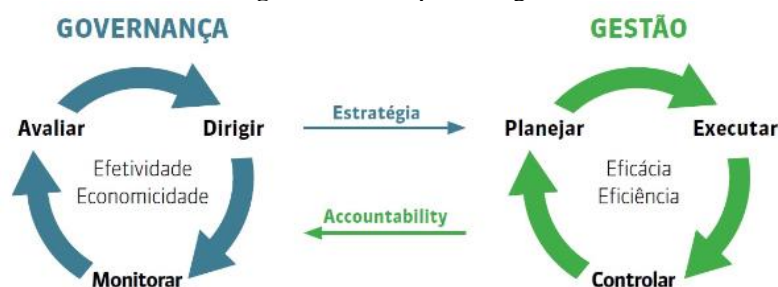 GOVERNANÇA
GESTÃO
Avaliar
Dirigir
Efetividade
Economicidade
Monitorar
Estratégia
Accountability
Planejar
Executar
Eficácia
Eficiência
Controlar